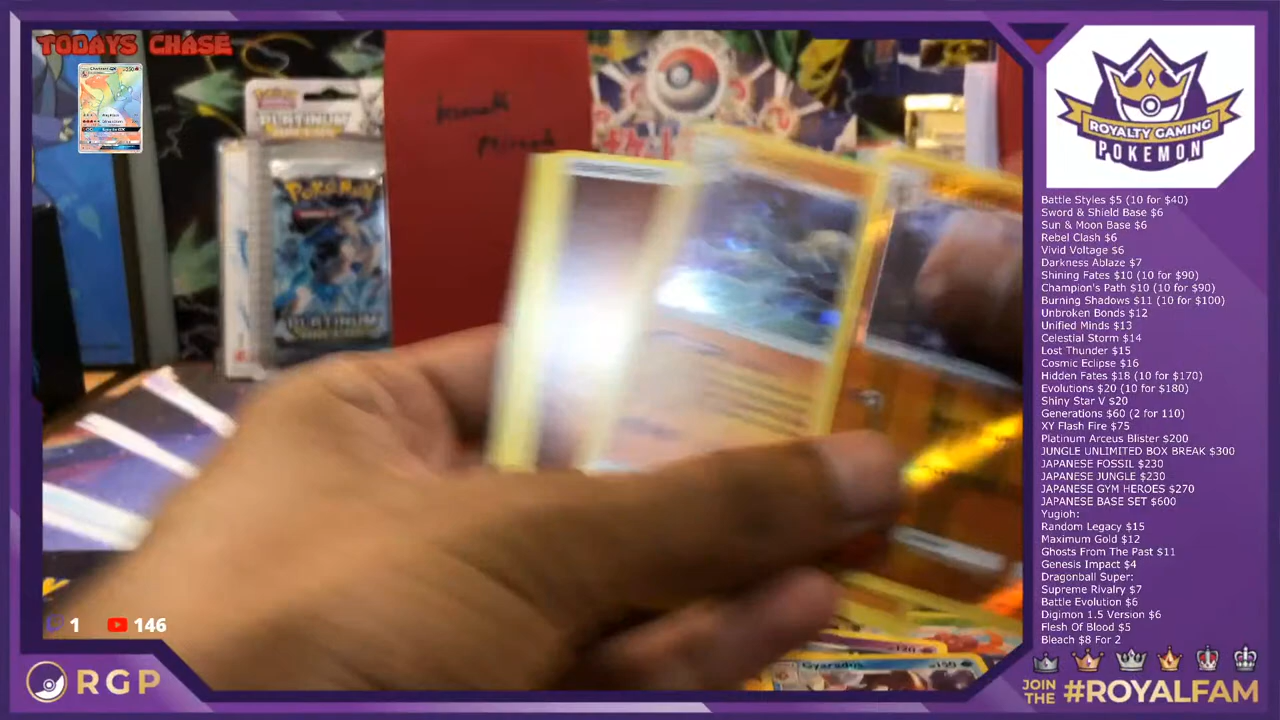 TODAYS CHASE
POKéMON
PLATINUM
ROYALTY GAMING
POKEMON
Battle Styles $5 (10 for $40)
Sword & Shield Base $6
Sun & Moon Base $6
Rebel Clash $6
Vivid Voltage $6
Darkness Ablaze $7
Shining Fates $10 (10 for $90)
Champion's Path $10 (10 for $90)
Burning Shadows $11 (10 for $100)
Unbroken Bonds $12
Unified Minds $13
Celestial Storm $14
Lost Thunder $15
Cosmic Eclipse $16
Hidden Fates $18 (10 for $170)
Evolutions $20 (10 for $180)
Shiny Star V $20
Generations $60 (2 for 110)
XY Flash Fire $75
Platinum Arceus Blister $200
JUNGLE UNLIMITED BOX BREAK $300
JAPANESE FOSSIL $230
JAPANESE JUNGLE $230
JAPANESE GYM HEROES $270
JAPANESE BASE SET $600
Yugioh:
Random Legacy $15
Maximum Gold $12
Ghosts From The Past $11
Genesis Impact $4
Dragonball Super:
Supreme Rivalry $7
Battle Evolution $6
Digimon 1.5 Version $6
Flesh Of Blood $5
Bleach $8 For 2
1 146
120
Gyarados 150
RGP
JOIN THE #ROYALFAM